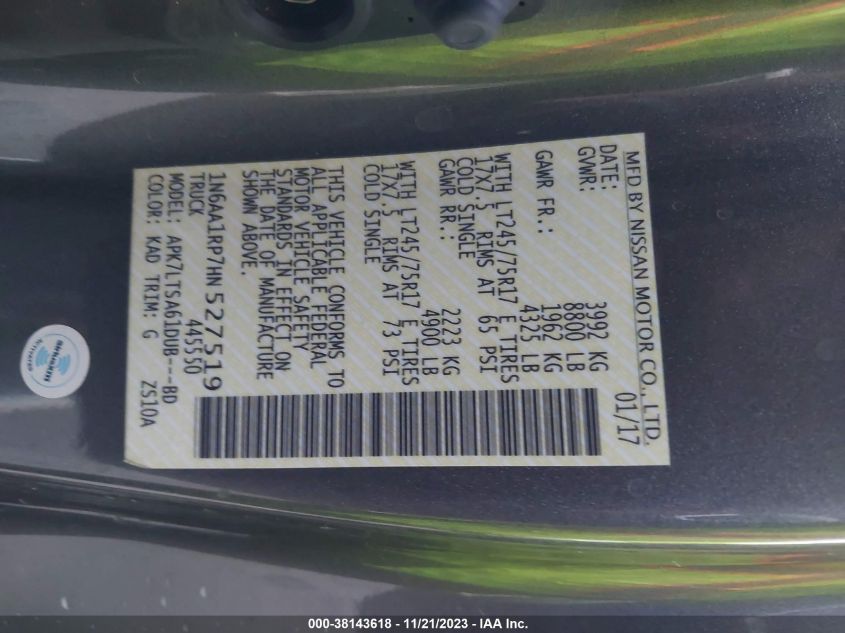 MFD BY NISSAN MOTOR CO., LTD.
DATE: 01/17
GVWR: 3992 KG
8800 LB
GAWR FR.: 1962 KG
4325 LB
WITH LT245/75R17 E TIRES
17X7.5 RIMS AT 65 PSI
COLD SINGLE
GAWR RR.: 2223 KG
4900 LB
WITH LT245/75R17 E TIRES
17X7.5 RIMS AT 73 PSI
COLD SINGLE
THIS VEHICLE CONFORMS TO
ALL APPLICABLE FEDERAL
MOTOR VEHICLE SAFETY
STANDARDS IN EFFECT ON
THE DATE OF MANUFACTURE
SHOWN ABOVE.
1N6AA1RP7HN527519
TRUCK 445550
MODEL: APK7LTSA61DUB---BD
COLOR: KAD TRIM: G ZS10A
000-38143618 - 11/21/2023 - IAA Inc.